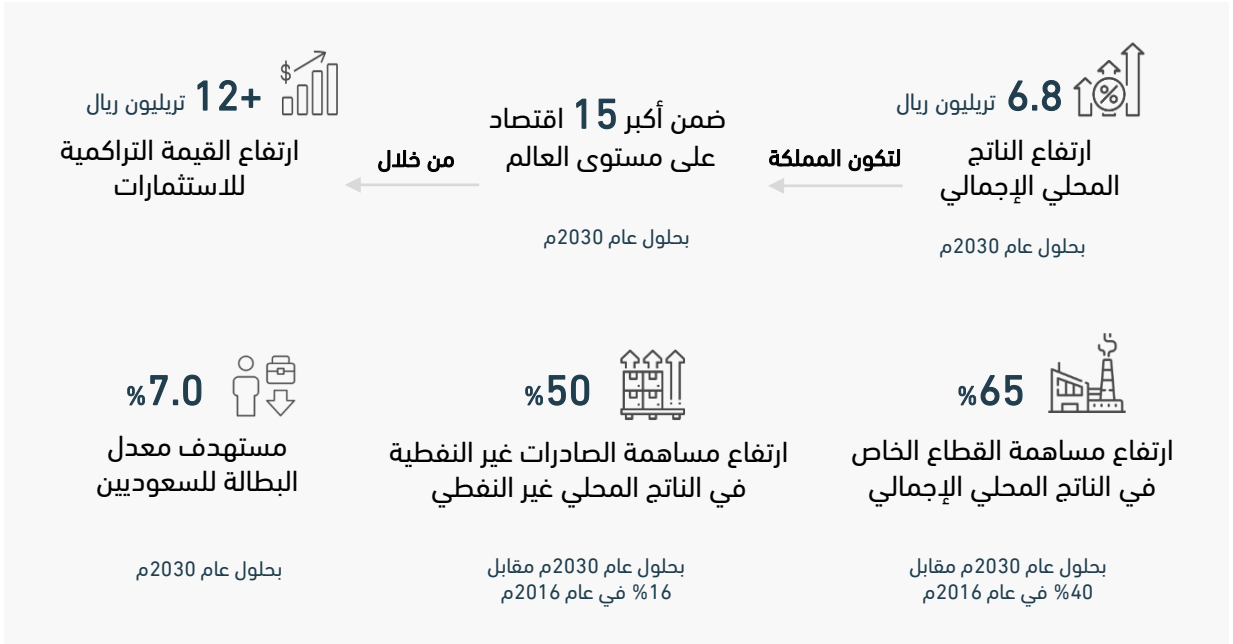 6.8 تريليون ريال
ارتفاع الناتج
المحلي الإجمالي
بحلول عام 2030م
لتكون المملكة
ضمن أكبر 15 اقتصاد
على مستوى العالم
بحلول عام 2030م
من خلال
$
+12 تريليون ريال
ارتفاع القيمة التراكمية
للاستثمارات
%65
ارتفاع مساهمة القطاع الخاص
في الناتج المحلي الإجمالي
بحلول عام 2030م مقابل
%40 في عام 2016م
%50
ارتفاع مساهمة الصادرات غير النفطية
في الناتج المحلي غير النفطي
بحلول عام 2030م مقابل
%16 في عام 2016م
%7.0
مستهدف معدل
البطالة للسعوديين
بحلول عام 2030م